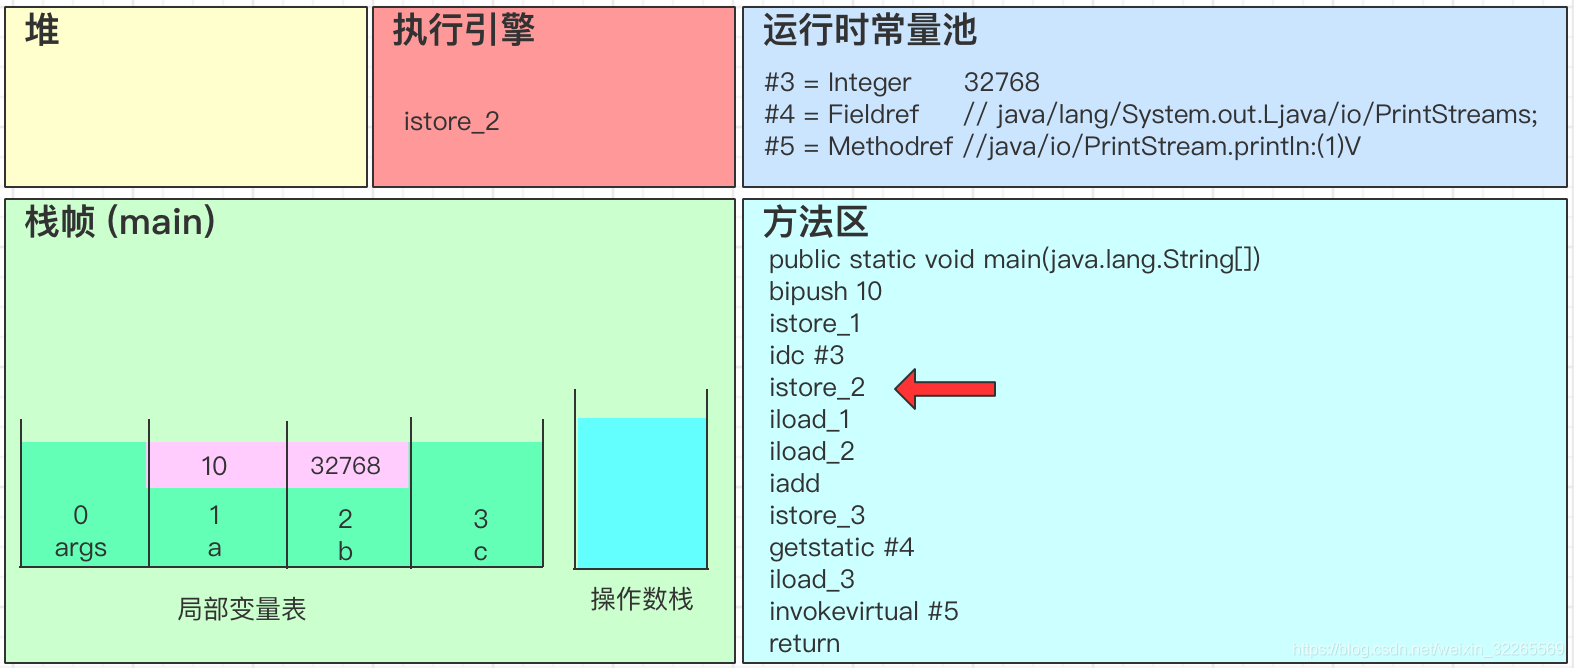 堆
执行引擎
istore_2
运行时常量池
#3 = Integer 32768
#4 = Fieldref // java/lang/System.out.Ljava/io/PrintStreams;
#5 = Methodref //java/io/PrintStream.println:(1)V
栈帧 (main)
10 32768
0 1 2 3
args a b c
局部变量表
操作数栈
方法区
public static void main(java.lang.String[])
bipush 10
istore_1
idc #3
istore_2
iload_1
iload_2
iadd
istore_3
getstatic #4
iload_3
invokevirtual #5
return
https://blog.csdn.net/weixin_32265569